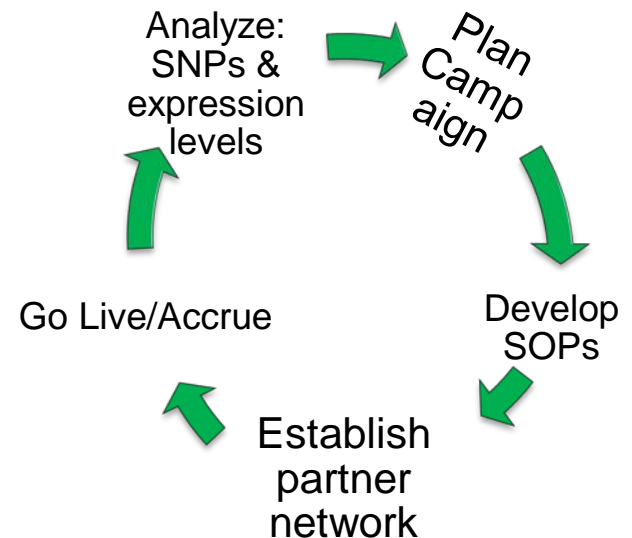 Analyze:
SNPs &
expression
levels
Plan
Camp
aign
Develop
SOPs
Establish
partner
network
Go Live/Accrue